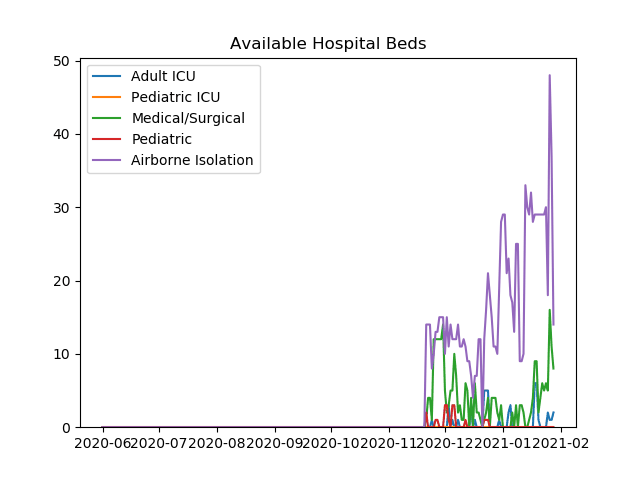 Available Hospital Beds
50
40
30
20
10
0
Adult ICU
Pediatric ICU
Medical/Surgical
Pediatric
Airborne Isolation
2020-06 2020-07 2020-08 2020-09 2020-10 2020-11 2020-12 2021-01 2021-02